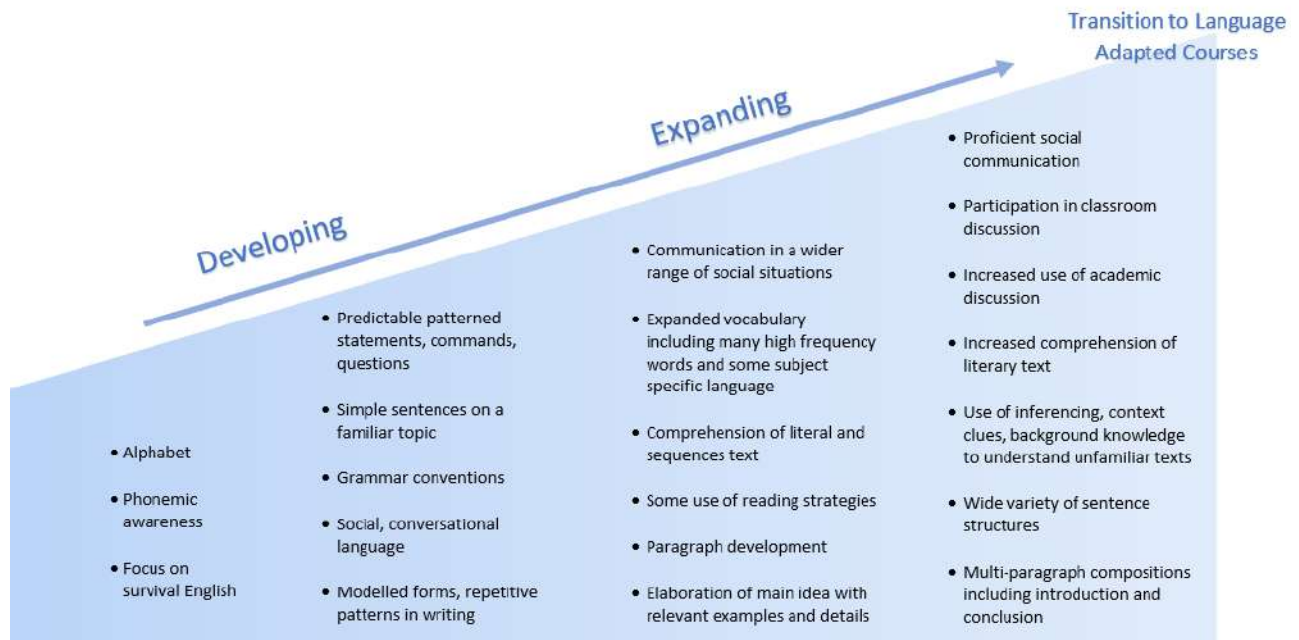 Transition to Language
Adapted Courses
Expanding
Developing
• Alphabet
• Phonemic
awareness
• Focus on
survival English
• Predictable patterned
statements, commands,
questions
• Simple sentences on a
familiar topic
• Grammar conventions
• Social, conversational
language
• Modelled forms, repetitive
patterns in writing
• Communication in a wider
range of social situations
• Expanded vocabulary
including many high frequency
words and some subject
specific language
• Comprehension of literal and
sequences text
• Some use of reading strategies
• Paragraph development
• Elaboration of main idea with
relevant examples and details
• Proficient social
communication
• Participation in classroom
discussion
• Increased use of academic
discussion
• Increased comprehension of
literary text
• Use of inferencing, context
clues, background knowledge
to understand unfamiliar texts
• Wide variety of sentence
structures
• Multi-paragraph compositions
including introduction and
conclusion